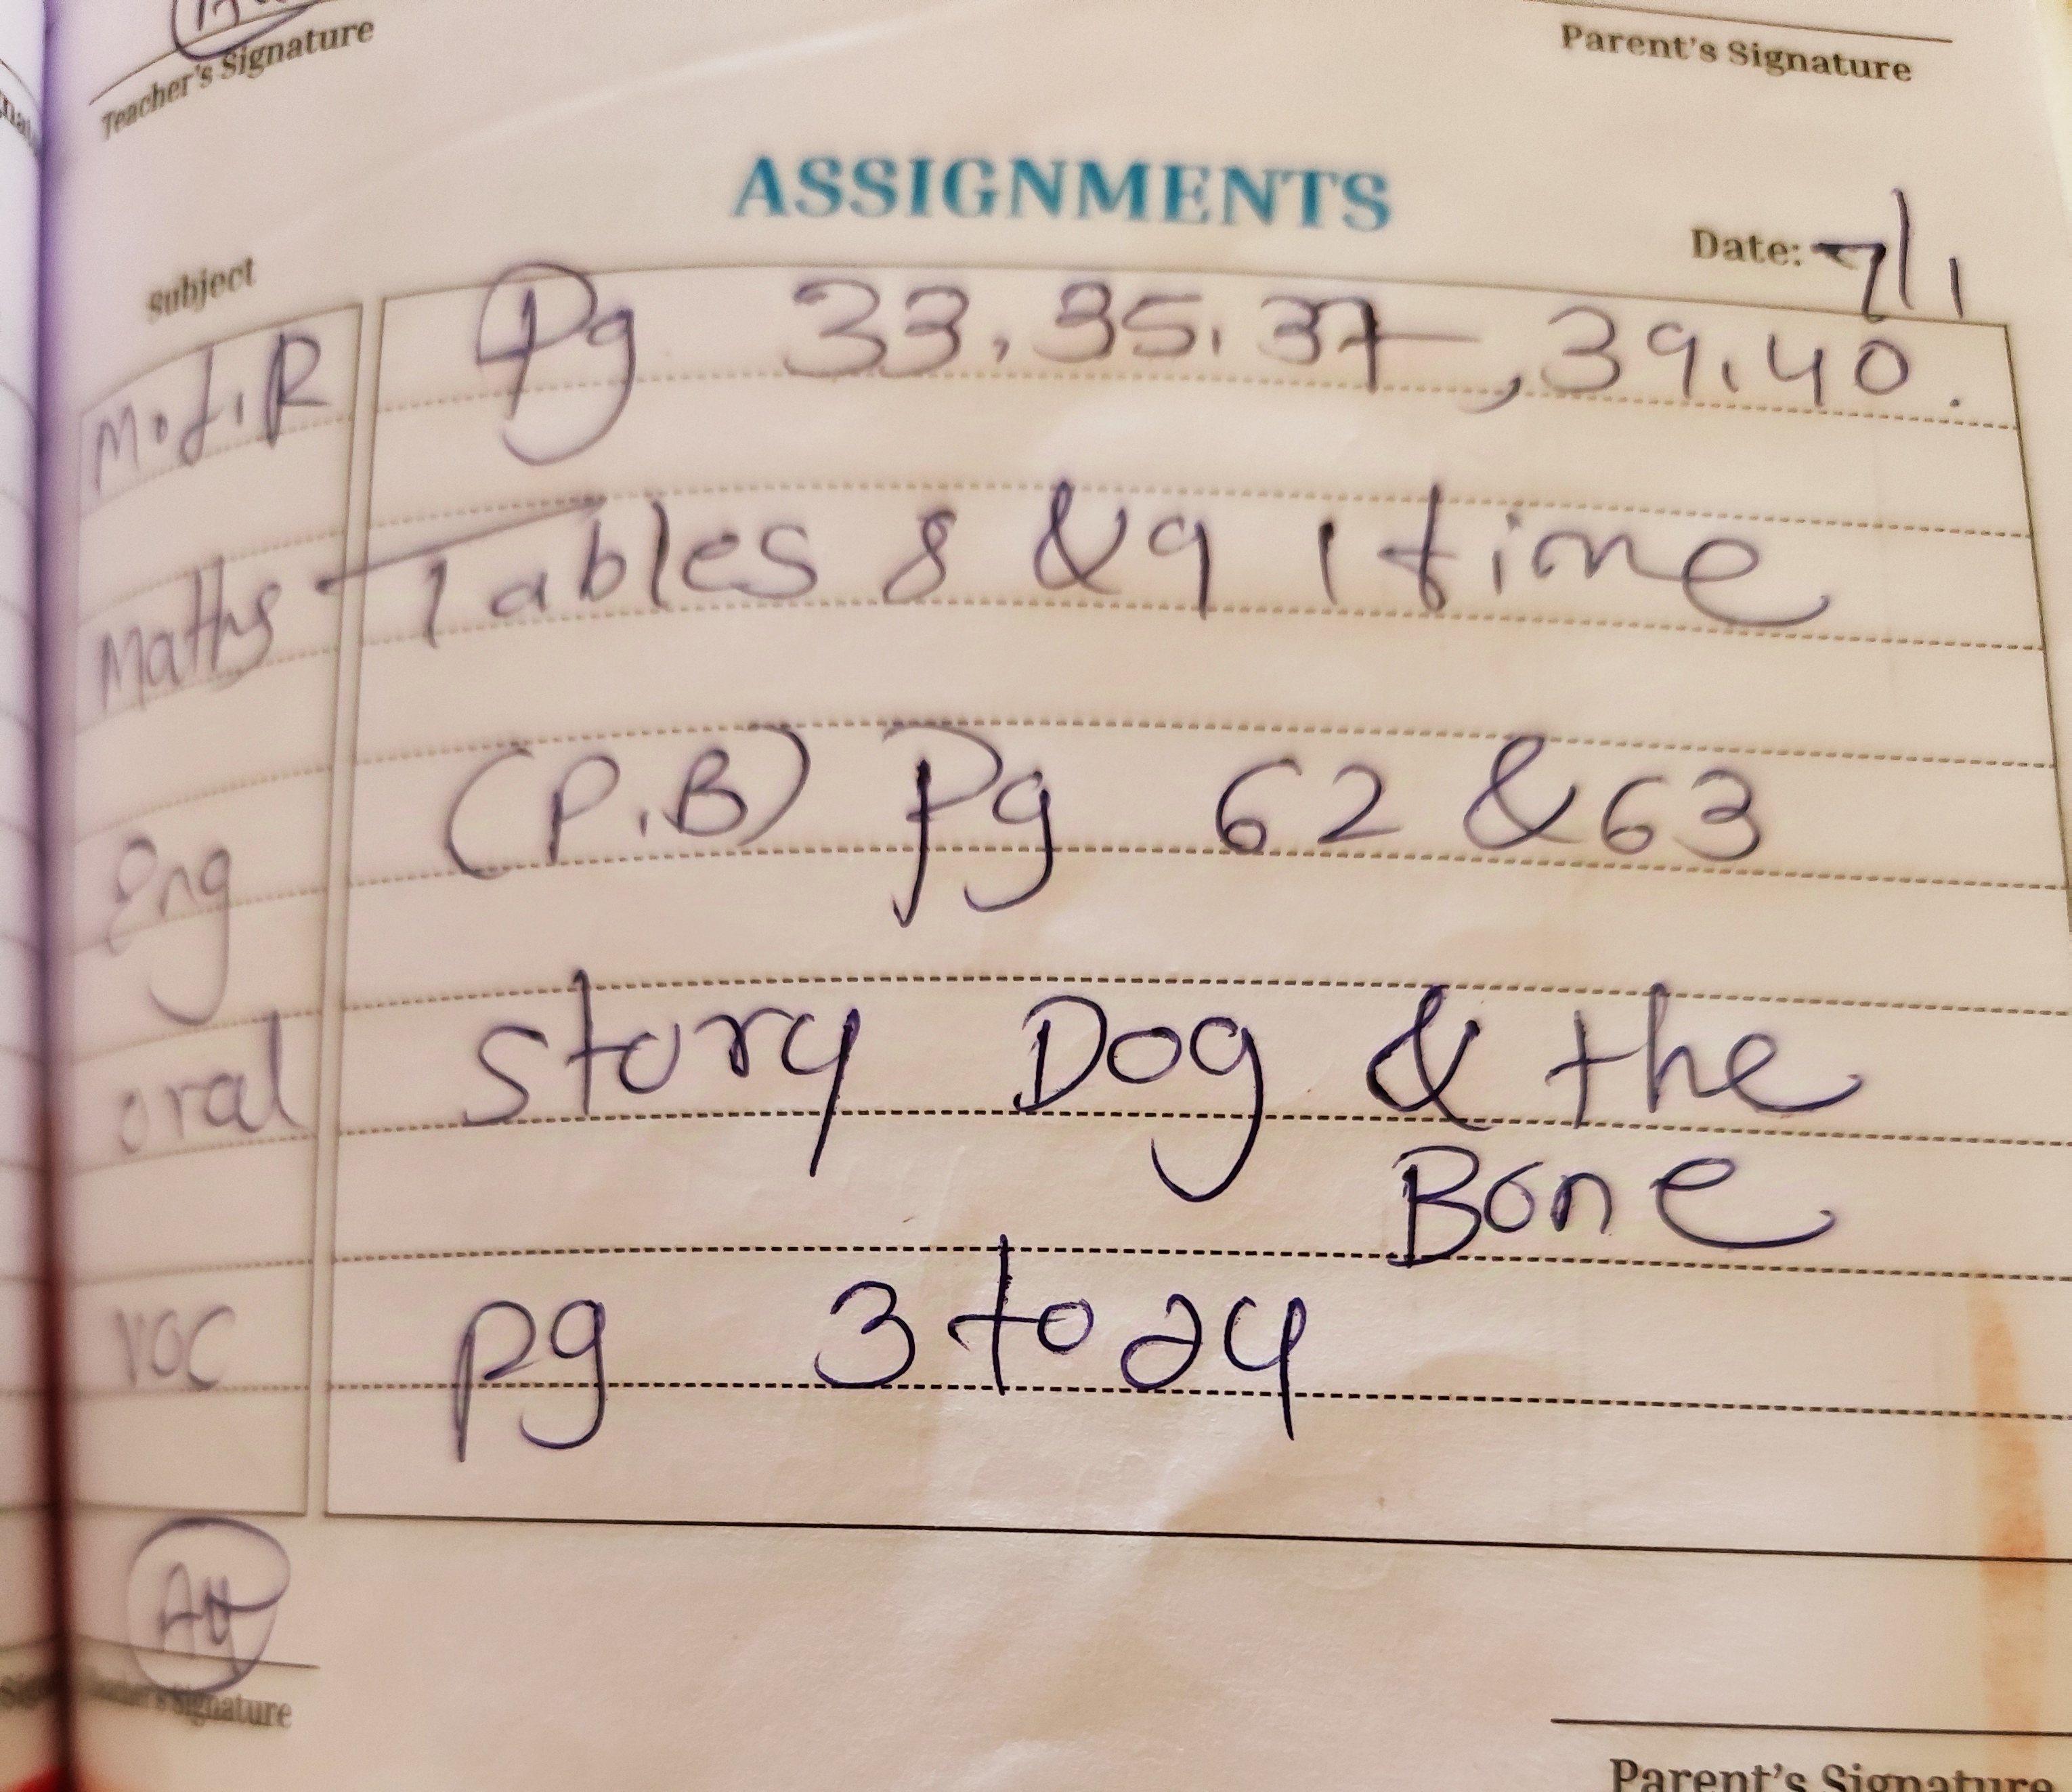 Teacher's Signature
Parent's Signature
ASSIGNMENTS
Subject
Date: 7/1
M.d.R Pg 33, 35, 37, 39, 40.
Maths Tables 8 & 9 1 time
Eng (P.B) Pg 62 & 63
oral story Dog & the
Bone
voc pg 3 to 24
Teacher's Signature
Parent's Signature